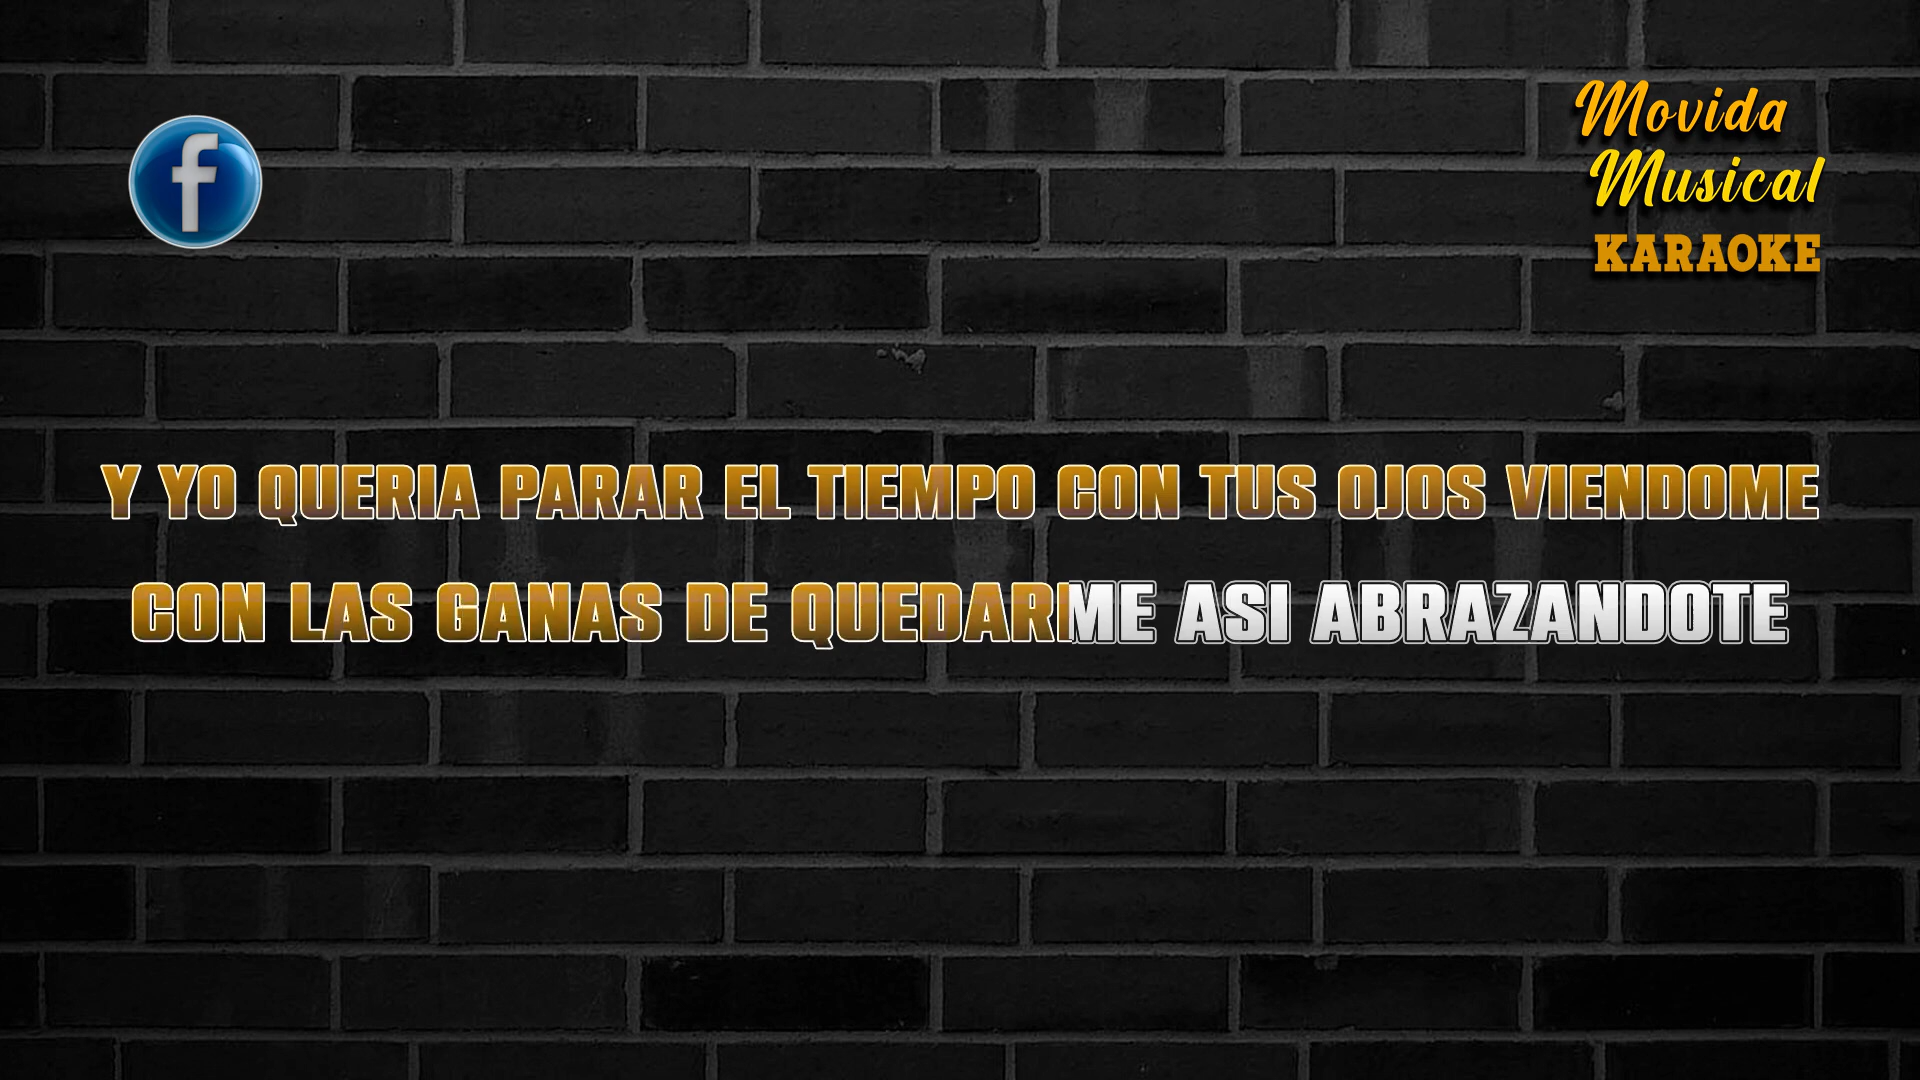 f
Movida
Musical
KARAOKE
Y YO QUERIA PARAR EL TIEMPO CON TUS OJOS VIENDOME
CON LAS GANAS DE QUEDARME ASI ABRAZANDOTE